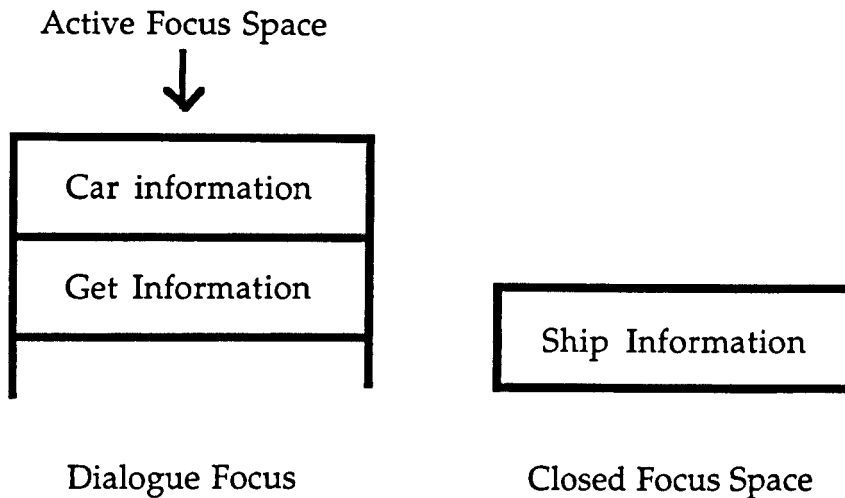 Active Focus Space
Car information
Get Information
Ship Information
Dialogue Focus
Closed Focus Space